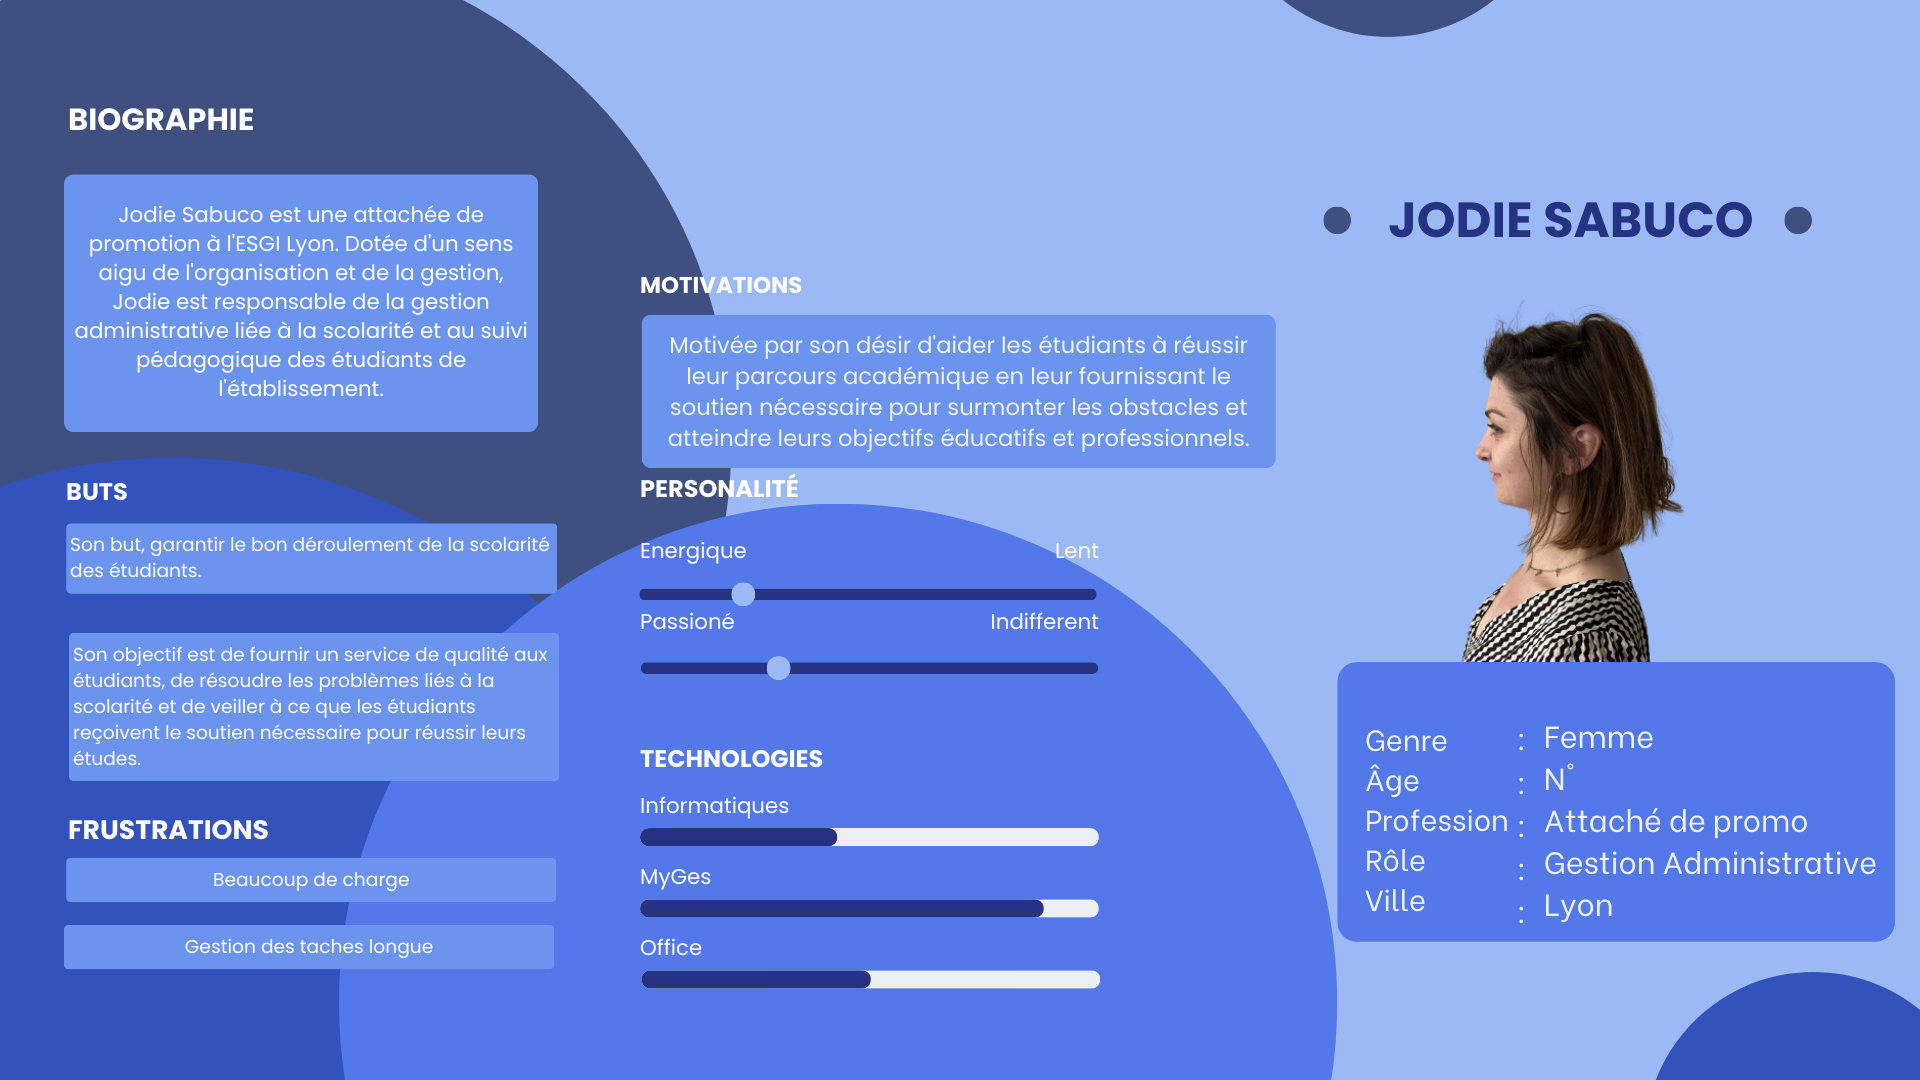 BIOGRAPHIE
Jodie Sabuco est une attachée de
promotion à l'ESGI Lyon. Dotée d'un sens
aigu de l'organisation et de la gestion,
Jodie est responsable de la gestion
administrative liée à la scolarité et au suivi
pédagogique des étudiants de
l'établissement.
BUTS
Son but, garantir le bon déroulement de la scolarité
des étudiants.
Son objectif est de fournir un service de qualité aux
étudiants, de résoudre les problèmes liés à la
scolarité et de veiller à ce que les étudiants
reçoivent le soutien nécessaire pour réussir leurs
études.
FRUSTRATIONS
Beaucoup de charge
Gestion des taches longue
MOTIVATIONS
Motivée par son désir d'aider les étudiants à réussir
leur parcours académique en leur fournissant le
soutien nécessaire pour surmonter les obstacles et
atteindre leurs objectifs éducatifs et professionnels.
PERSONALITÉ
Energique Lent
Passioné Indifferent
TECHNOLOGIES
Informatiques
MyGes
Office
JODIE SABUCO
Genre : Femme
Âge : N°
Profession : Attaché de promo
Rôle : Gestion Administrative
Ville : Lyon